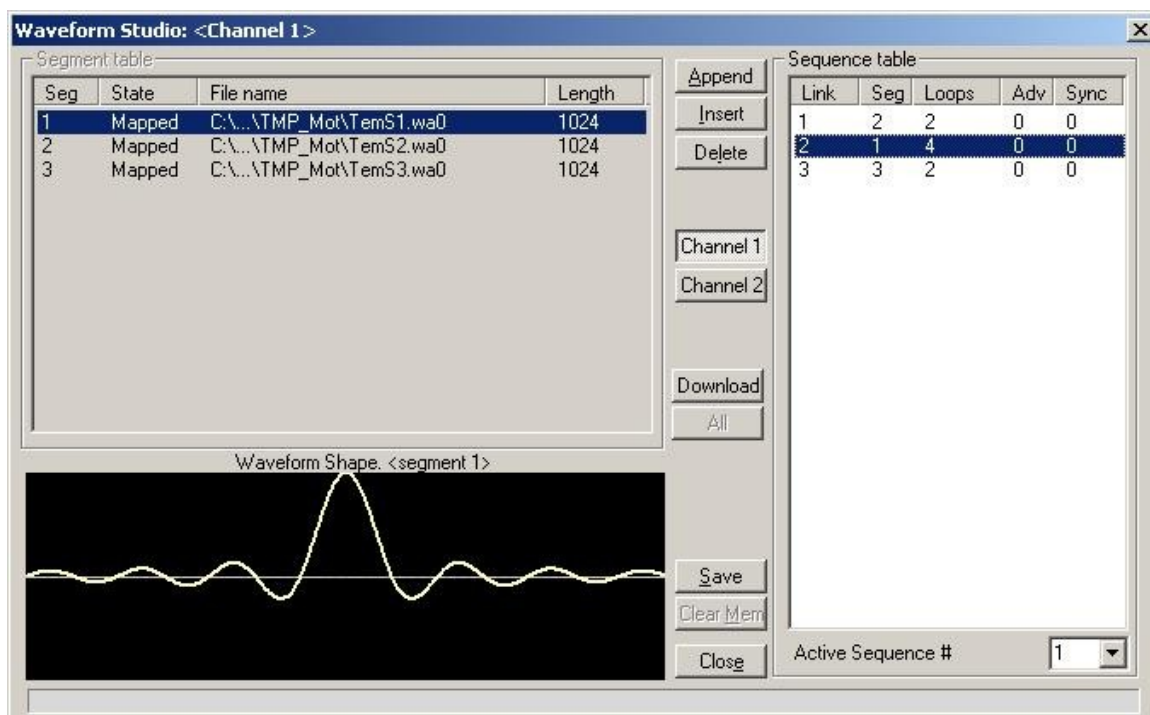 Waveform Studio: <Channel 1>
Segment table
Seg State File name Length
1 Mapped C:\...\TMP_Mot\TemS1.wa0 1024
2 Mapped C:\...\TMP_Mot\TemS2.wa0 1024
3 Mapped C:\...\TMP_Mot\TemS3.wa0 1024
Waveform Shape. <segment 1>
Append
Insert
Delete
Channel 1
Channel 2
Download
All
Save
Clear Mem
Close
Sequence table
Link Seg Loops Adv Sync
1 2 2 0 0
2 1 4 0 0
3 3 2 0 0
Active Sequence # 1